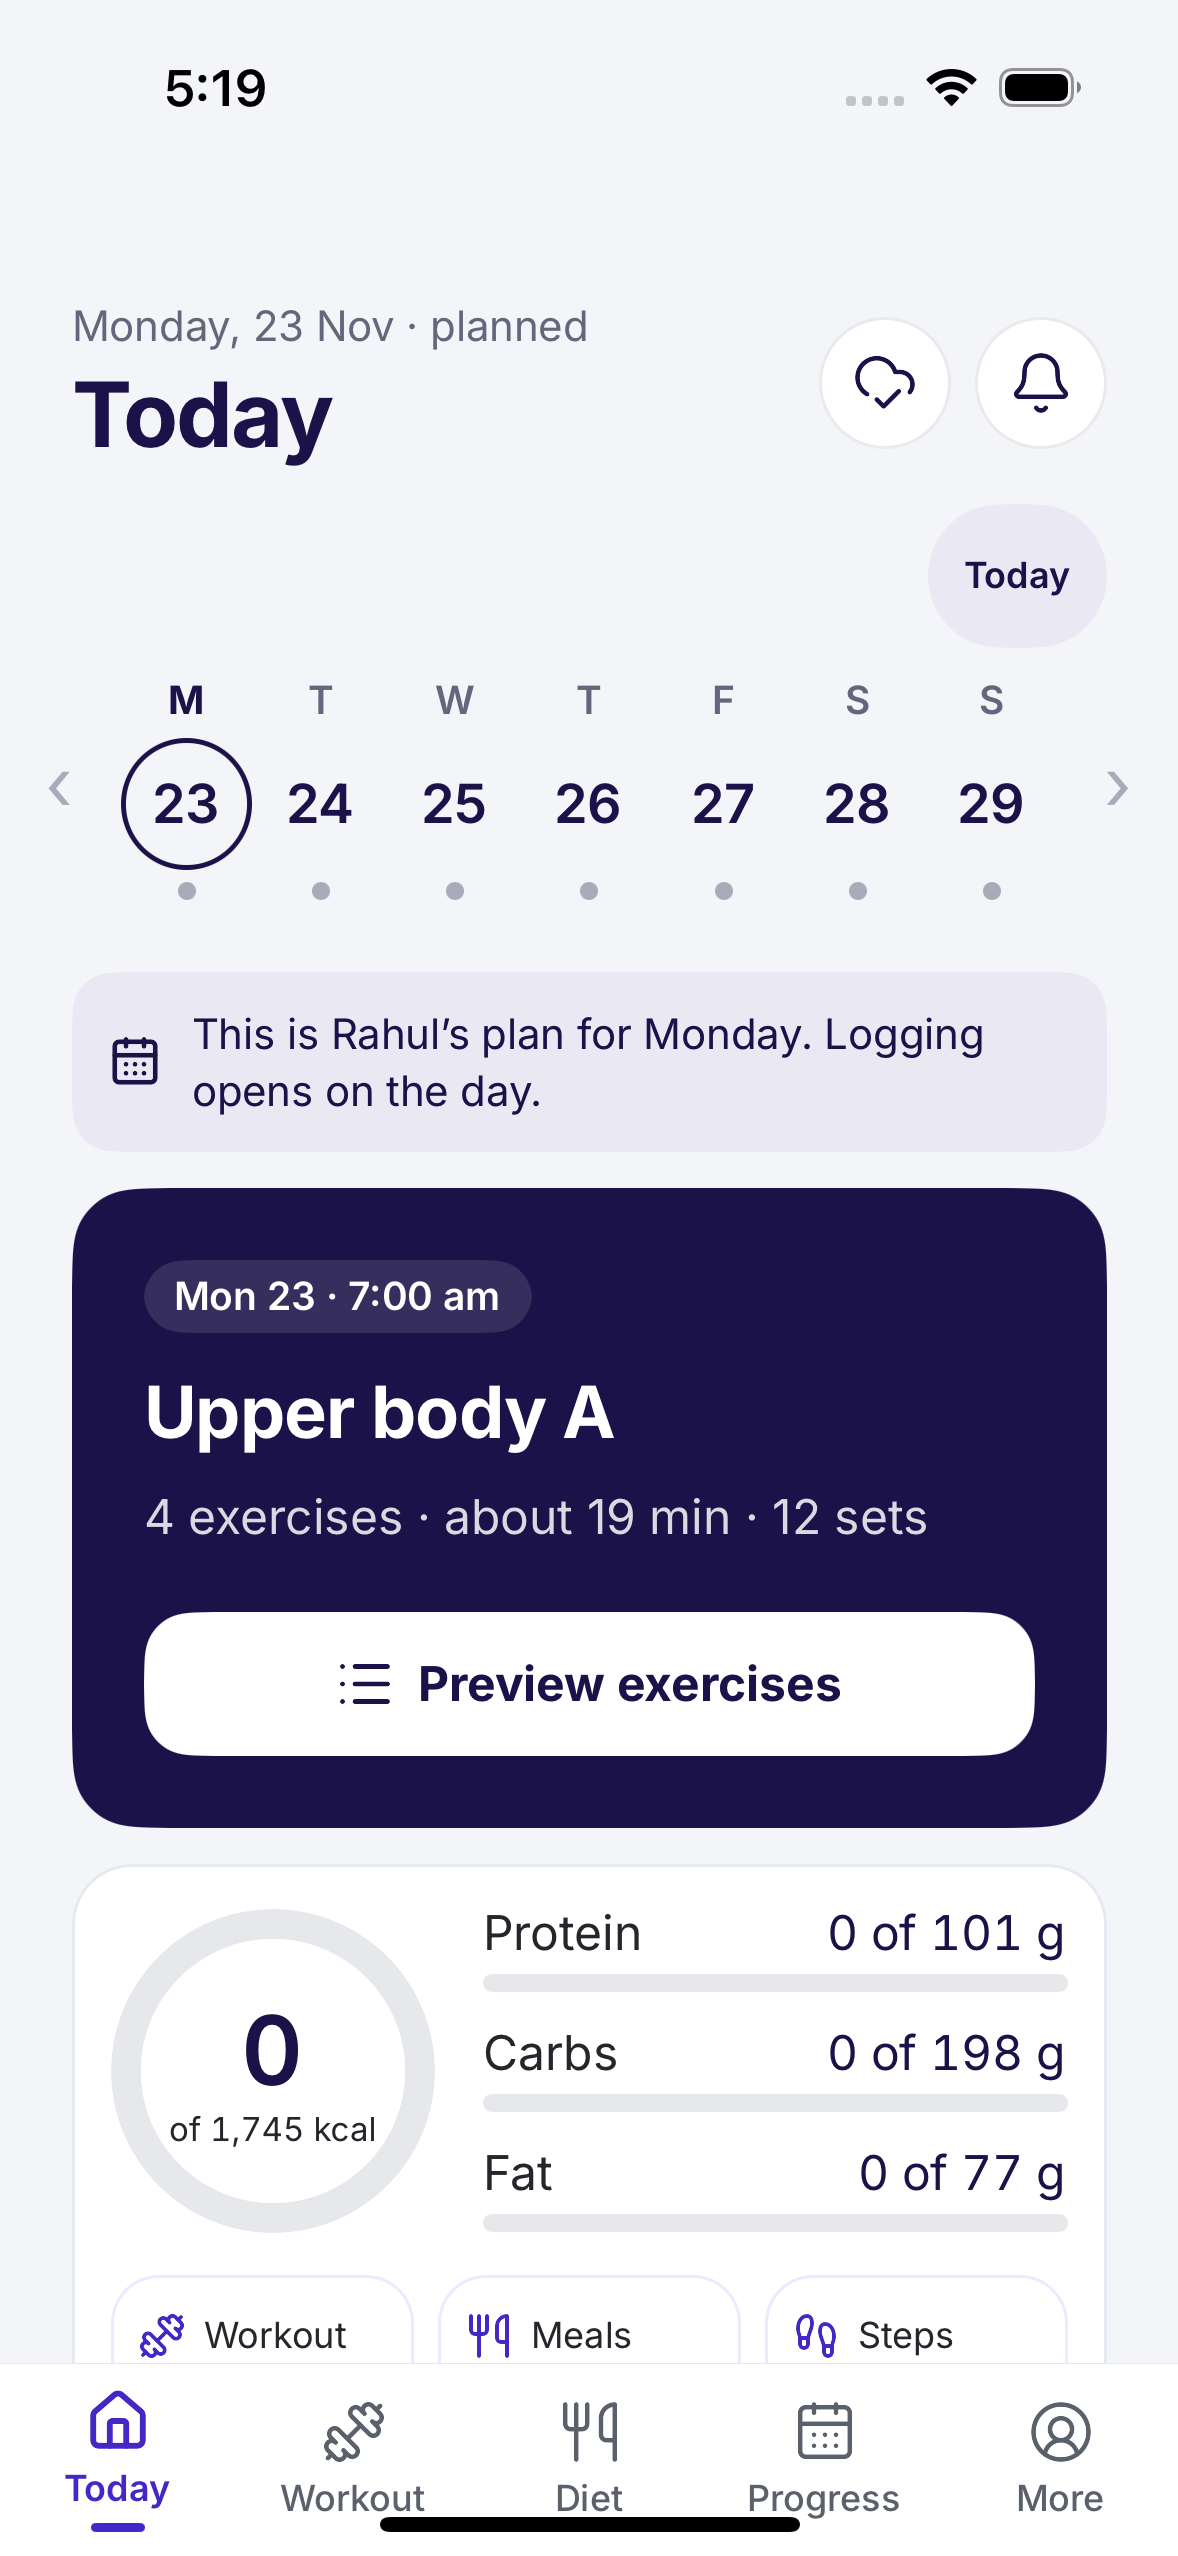 5:19
Monday, 23 Nov · planned
Today
Today
M T W T F S S
‹ 23 24 25 26 27 28 29 ›
This is Rahul’s plan for Monday. Logging
opens on the day.
Mon 23 · 7:00 am
Upper body A
4 exercises · about 19 min · 12 sets
Preview exercises
0
of 1,745 kcal
Protein 0 of 101 g
Carbs 0 of 198 g
Fat 0 of 77 g
Workout Meals Steps
Today Workout Diet Progress More